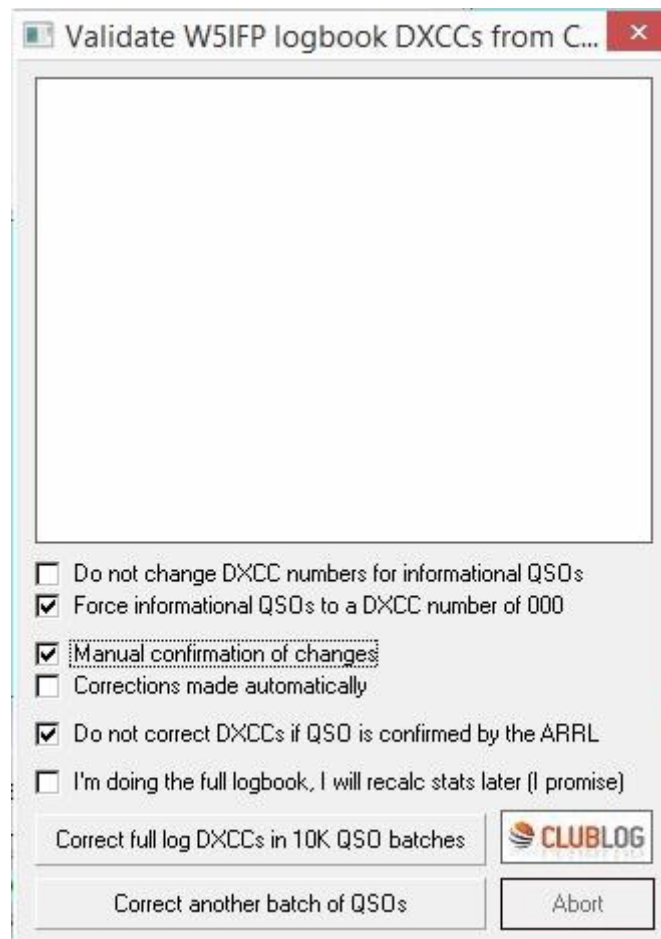 Validate W5IFP logbook DXCCs from C...
Do not change DXCC numbers for informational QSOs
Force informational QSOs to a DXCC number of 000
Manual confirmation of changes
Corrections made automatically
Do not correct DXCCs if QSO is confirmed by the ARRL
I'm doing the full logbook, I will recalc stats later (I promise)
Correct full log DXCCs in 10K QSO batches
CLUBLOG
Correct another batch of QSOs
Abort